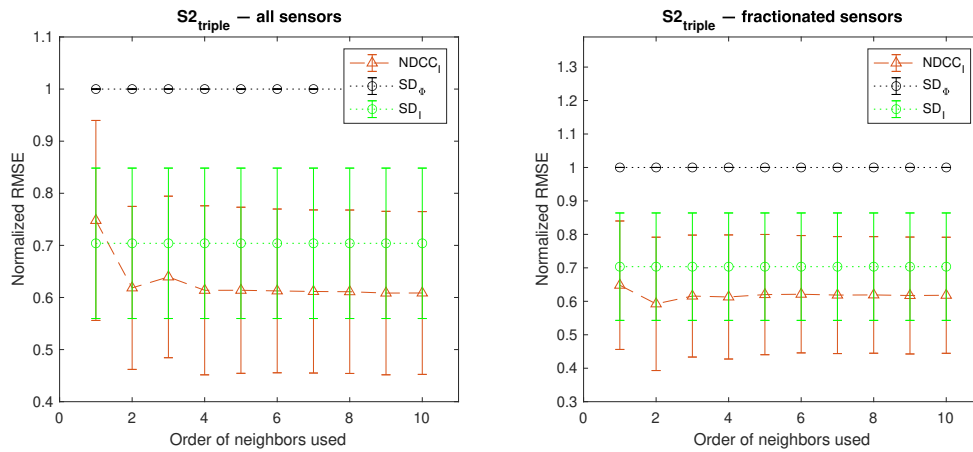 S2triple — all sensors
1.1
1
0.9
0.8
0.7
0.6
0.5
0.4
Normalized RMSE
0 2 4 6 8 10
Order of neighbors used
NDCCI
SDΦ
SDI
S2triple — fractionated sensors
1.3
1.2
1.1
1
0.9
0.8
0.7
0.6
0.5
0.4
0.3
Normalized RMSE
0 2 4 6 8 10
Order of neighbors used
NDCCI
SDΦ
SDI